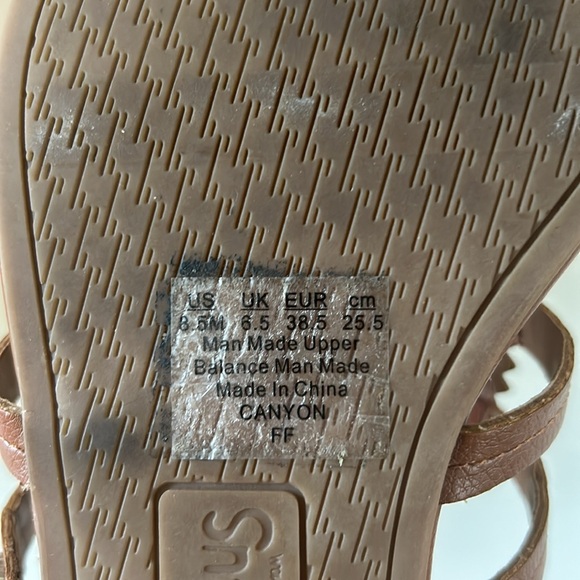 US UK EUR cm
8.5M 6.5 38.5 25.5
Man Made Upper
Balance Man Made
Made In China
CANYON
FF